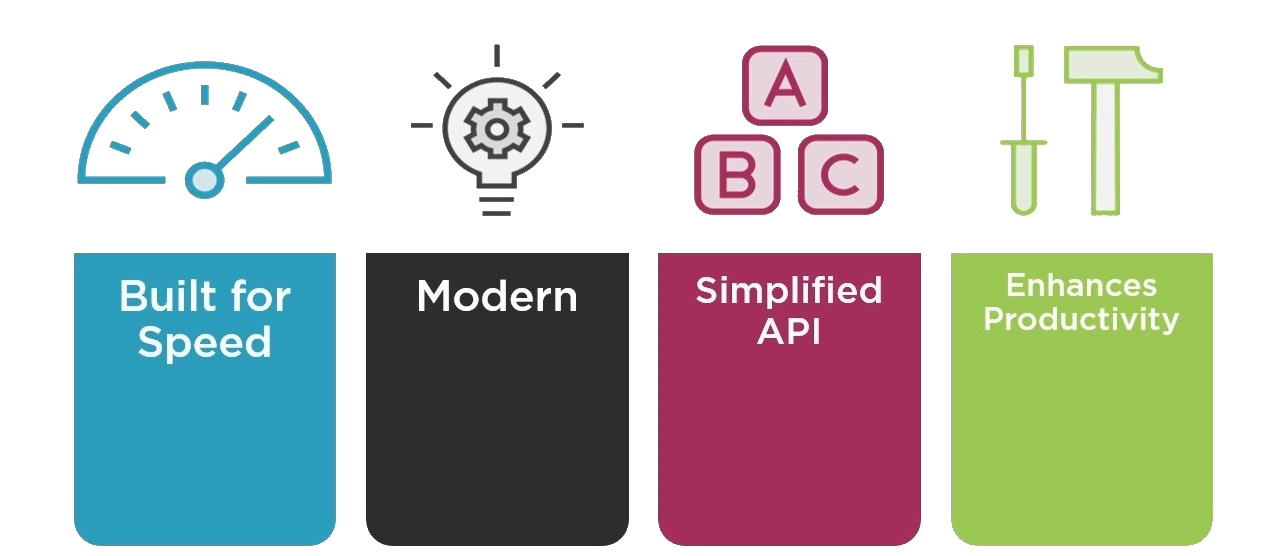 A
B C
Built for
Speed
Modern
Simplified
API
Enhances
Productivity